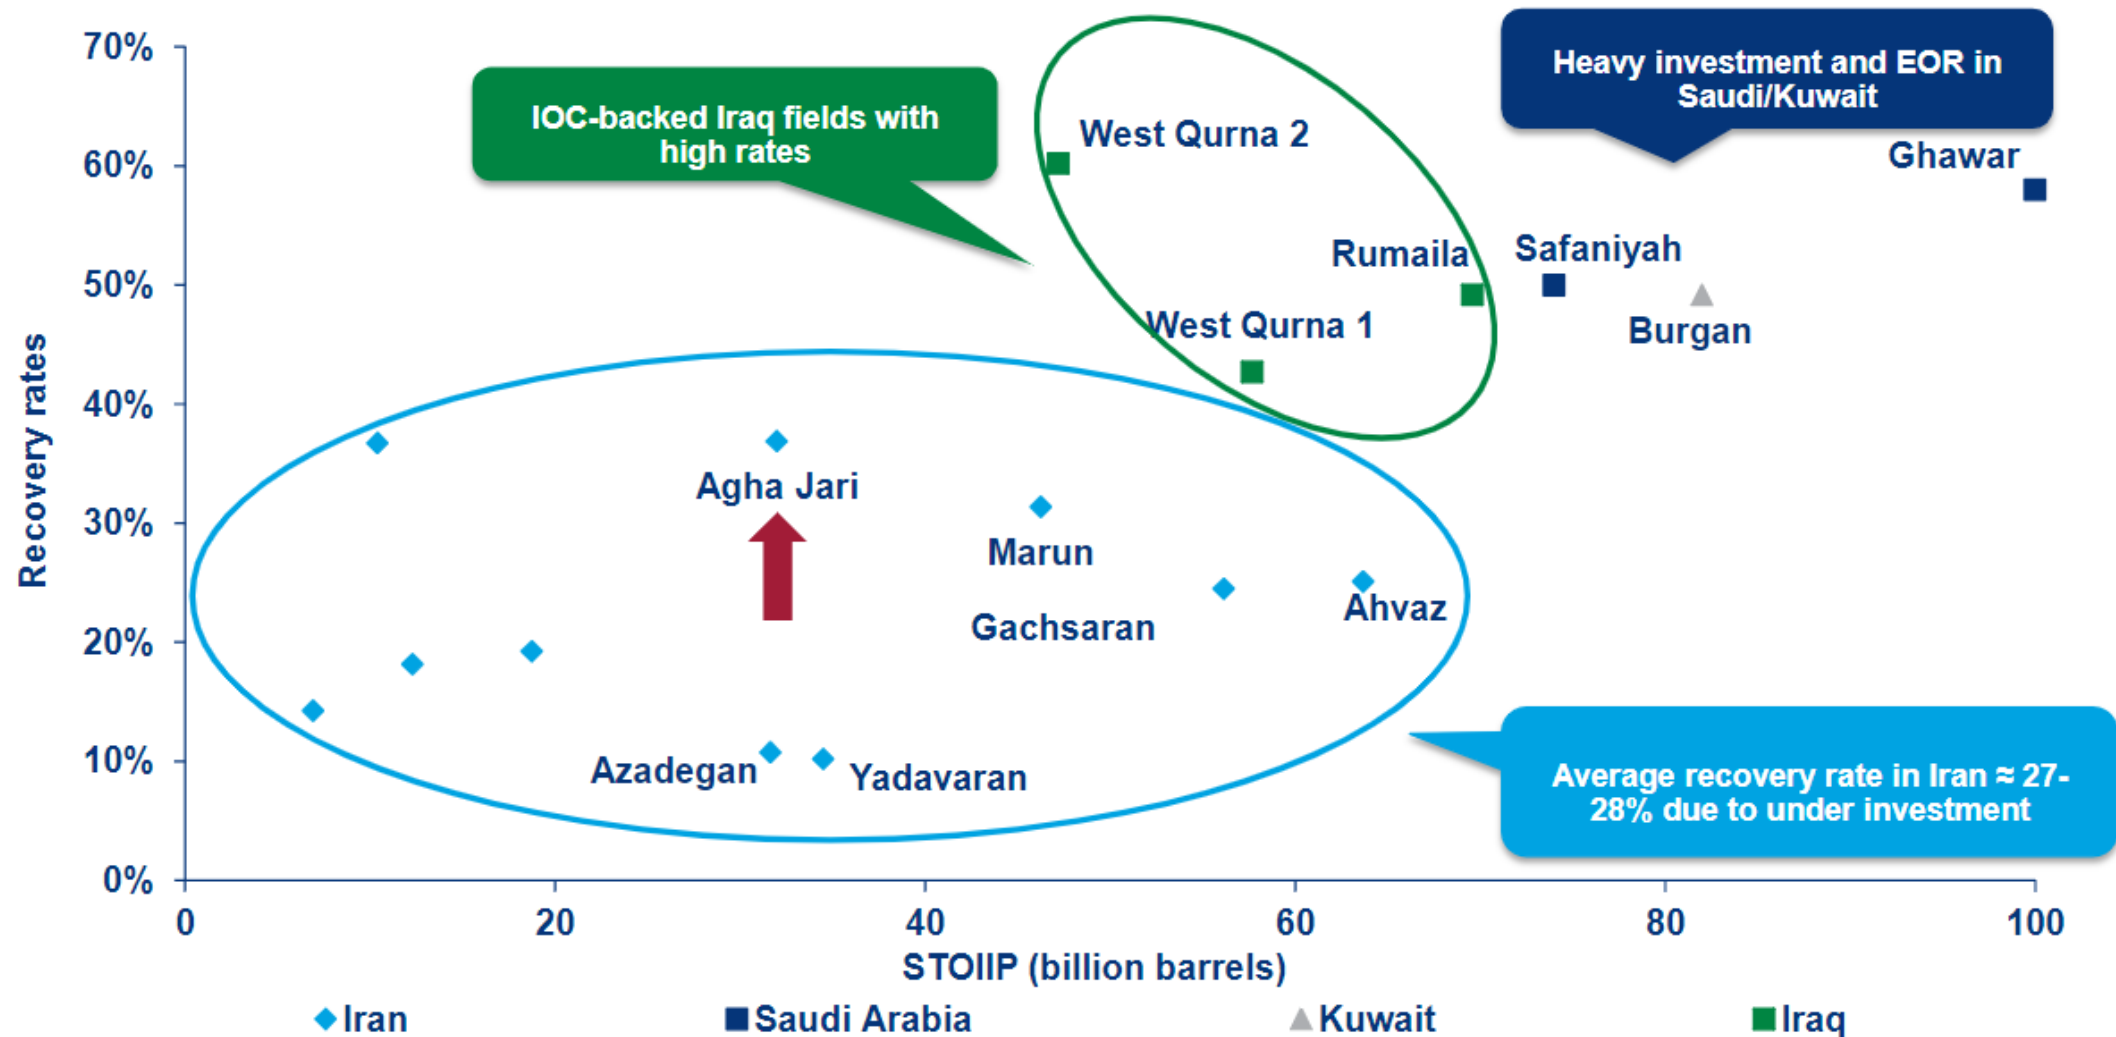 70%
60%
50%
40%
30%
20%
10%
0%
Recovery rates
IOC-backed Iraq fields with
high rates
Heavy investment and EOR in
Saudi/Kuwait
West Qurna 2
Ghawar
Rumaila
Safaniyah
West Qurna 1
Burgan
Agha Jari
Marun
Gachsaran
Ahvaz
Azadegan
Yadavaran
Average recovery rate in Iran ≈ 27-
28% due to under investment
0
20
40
60
80
100
STOIIP (billion barrels)
Iran
Saudi Arabia
Kuwait
Iraq